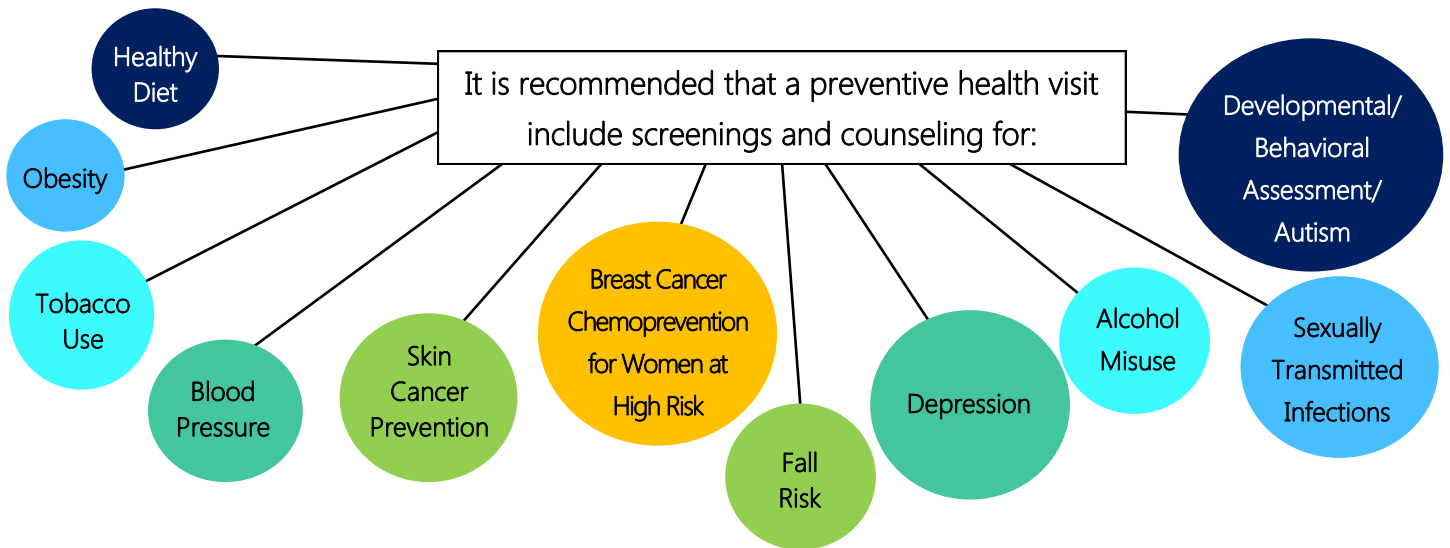 It is recommended that a preventive health visit
include screenings and counseling for:
Healthy
Diet
Obesity
Tobacco
Use
Blood
Pressure
Skin
Cancer
Prevention
Breast Cancer
Chemoprevention
for Women at
High Risk
Fall
Risk
Depression
Alcohol
Misuse
Sexually
Transmitted
Infections
Developmental/
Behavioral
Assessment/
Autism